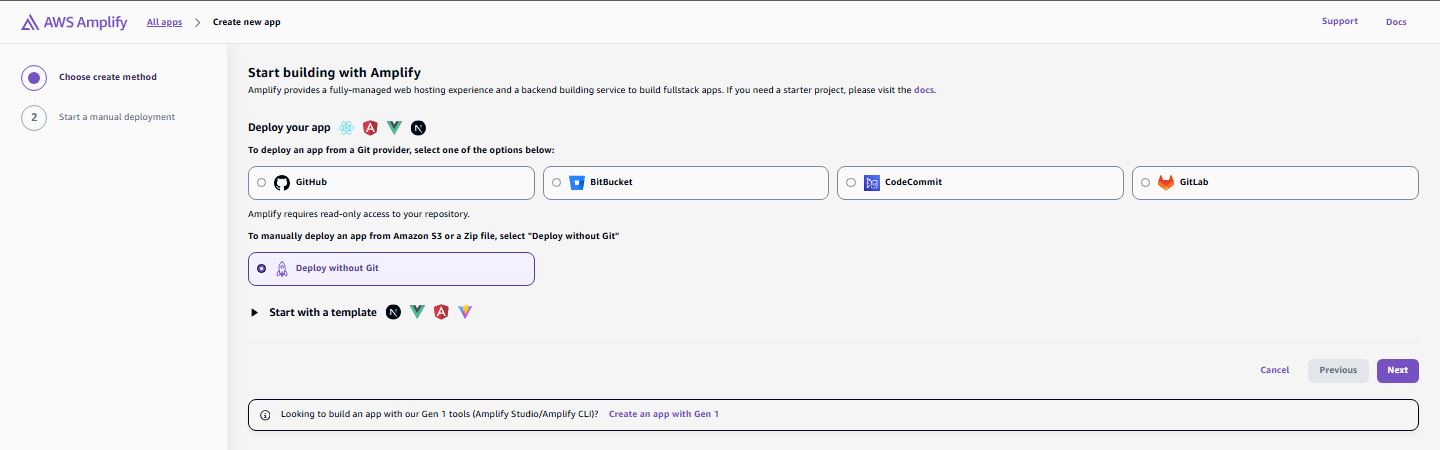 AWS Amplify All apps Create new app Support Docs
Choose create method
2 Start a manual deployment
Start building with Amplify
Amplify provides a fully-managed web hosting experience and a backend building service to build fullstack apps. If you need a starter project, please visit the docs.
Deploy your app
To deploy an app from a Git provider, select one of the options below:
GitHub BitBucket CodeCommit GitLab
Amplify requires read-only access to your repository.
To manually deploy an app from Amazon S3 or a Zip file, select "Deploy without Git"
Deploy without Git
Start with a template
Cancel Previous Next
Looking to build an app with our Gen 1 tools (Amplify Studio/Amplify CLI)? Create an app with Gen 1